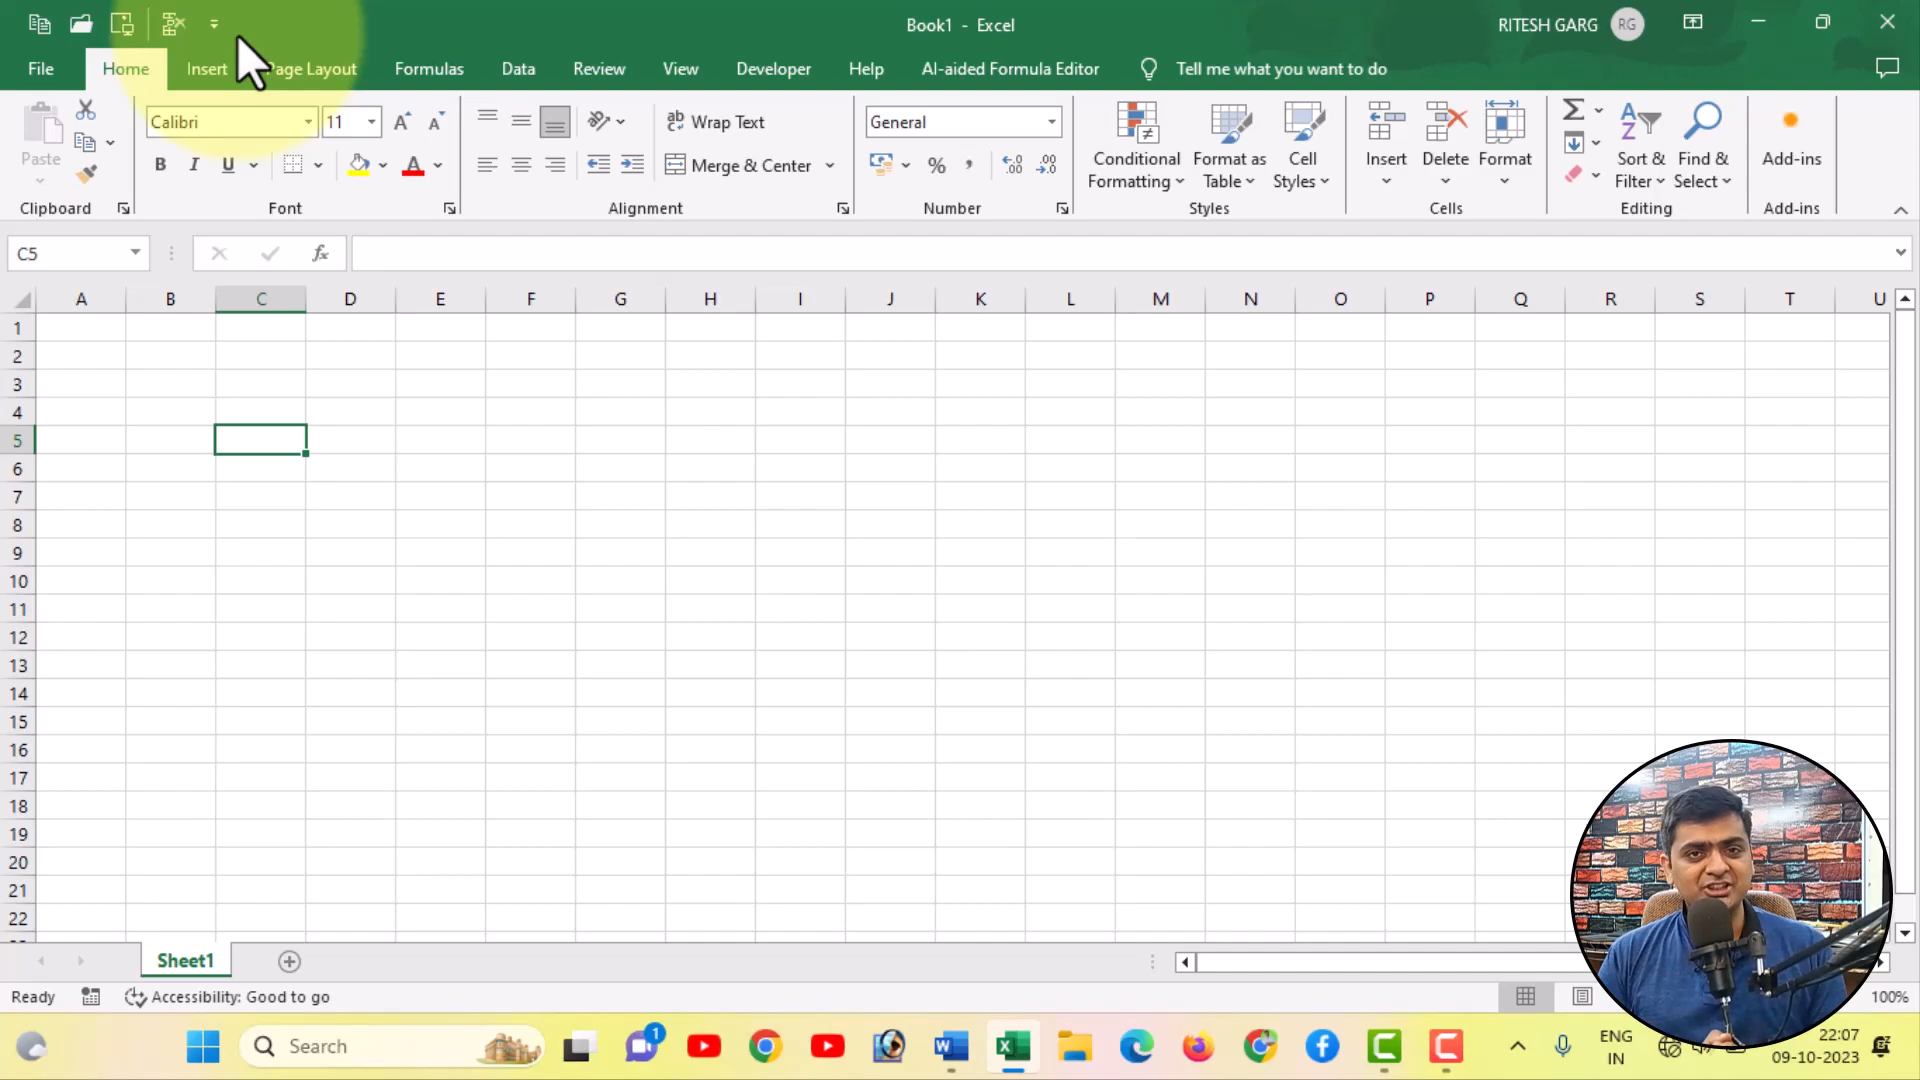 Book1 - Excel
RITESH GARG RG
File Home Insert Page Layout Formulas Data Review View Developer Help AI-aided Formula Editor Tell me what you want to do
Paste
Clipboard
Calibri 11
B I U A
Font
Wrap Text
Merge & Center
Alignment
General
%
Number
Conditional Formatting
Format as Table
Cell Styles
Styles
Insert Delete Format
Cells
Sort & Filter
Find & Select
Editing
Add-ins
Add-ins
C5 fx
A B C D E F G H I J K L M N O P Q R S T U
1
2
3
4
5
6
7
8
9
10
11
12
13
14
15
16
17
18
19
20
21
22
Sheet1
Ready Accessibility: Good to go 100%
Search 1 ENG IN 22:07 09-10-2023